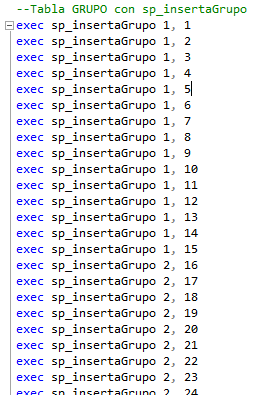 --Tabla GRUPO con sp_insertaGrupo
exec sp_insertaGrupo 1, 1
exec sp_insertaGrupo 1, 2
exec sp_insertaGrupo 1, 3
exec sp_insertaGrupo 1, 4
exec sp_insertaGrupo 1, 5
exec sp_insertaGrupo 1, 6
exec sp_insertaGrupo 1, 7
exec sp_insertaGrupo 1, 8
exec sp_insertaGrupo 1, 9
exec sp_insertaGrupo 1, 10
exec sp_insertaGrupo 1, 11
exec sp_insertaGrupo 1, 12
exec sp_insertaGrupo 1, 13
exec sp_insertaGrupo 1, 14
exec sp_insertaGrupo 1, 15
exec sp_insertaGrupo 2, 16
exec sp_insertaGrupo 2, 17
exec sp_insertaGrupo 2, 18
exec sp_insertaGrupo 2, 19
exec sp_insertaGrupo 2, 20
exec sp_insertaGrupo 2, 21
exec sp_insertaGrupo 2, 22
exec sp_insertaGrupo 2, 23
exec sp_insertaGrupo 2, 24